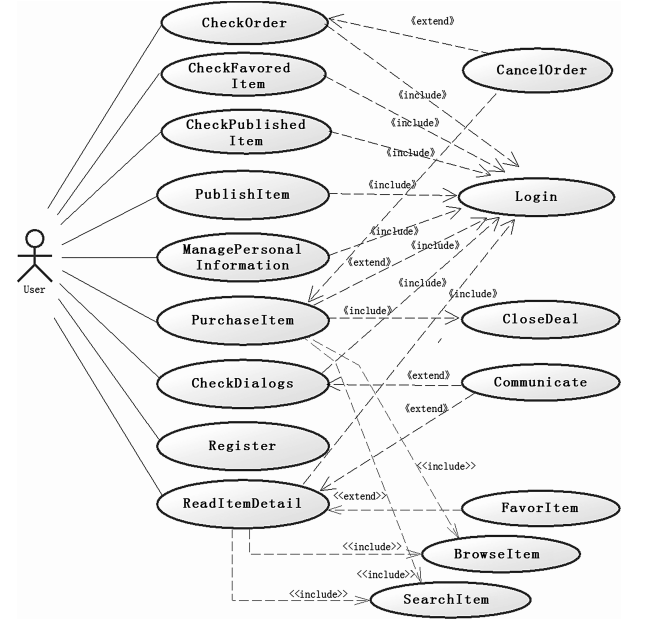 CheckOrder
《extend》
CheckFavored
Item
CancelOrder
《include》
《include》
CheckPublished
Item
《include》
PublishItem
《include》
Login
ManagePersonal
Information
《include》
《include》
《extend》
User
《include》
《include》
PurchaseItem
《include》
CloseDeal
CheckDialogs
《extend》
Communicate
《extend》
Register
<<include>>
ReadItemDetail
<<extend>>
FavorItem
<<include>>
BrowseItem
<<include>>
<<include>>
SearchItem